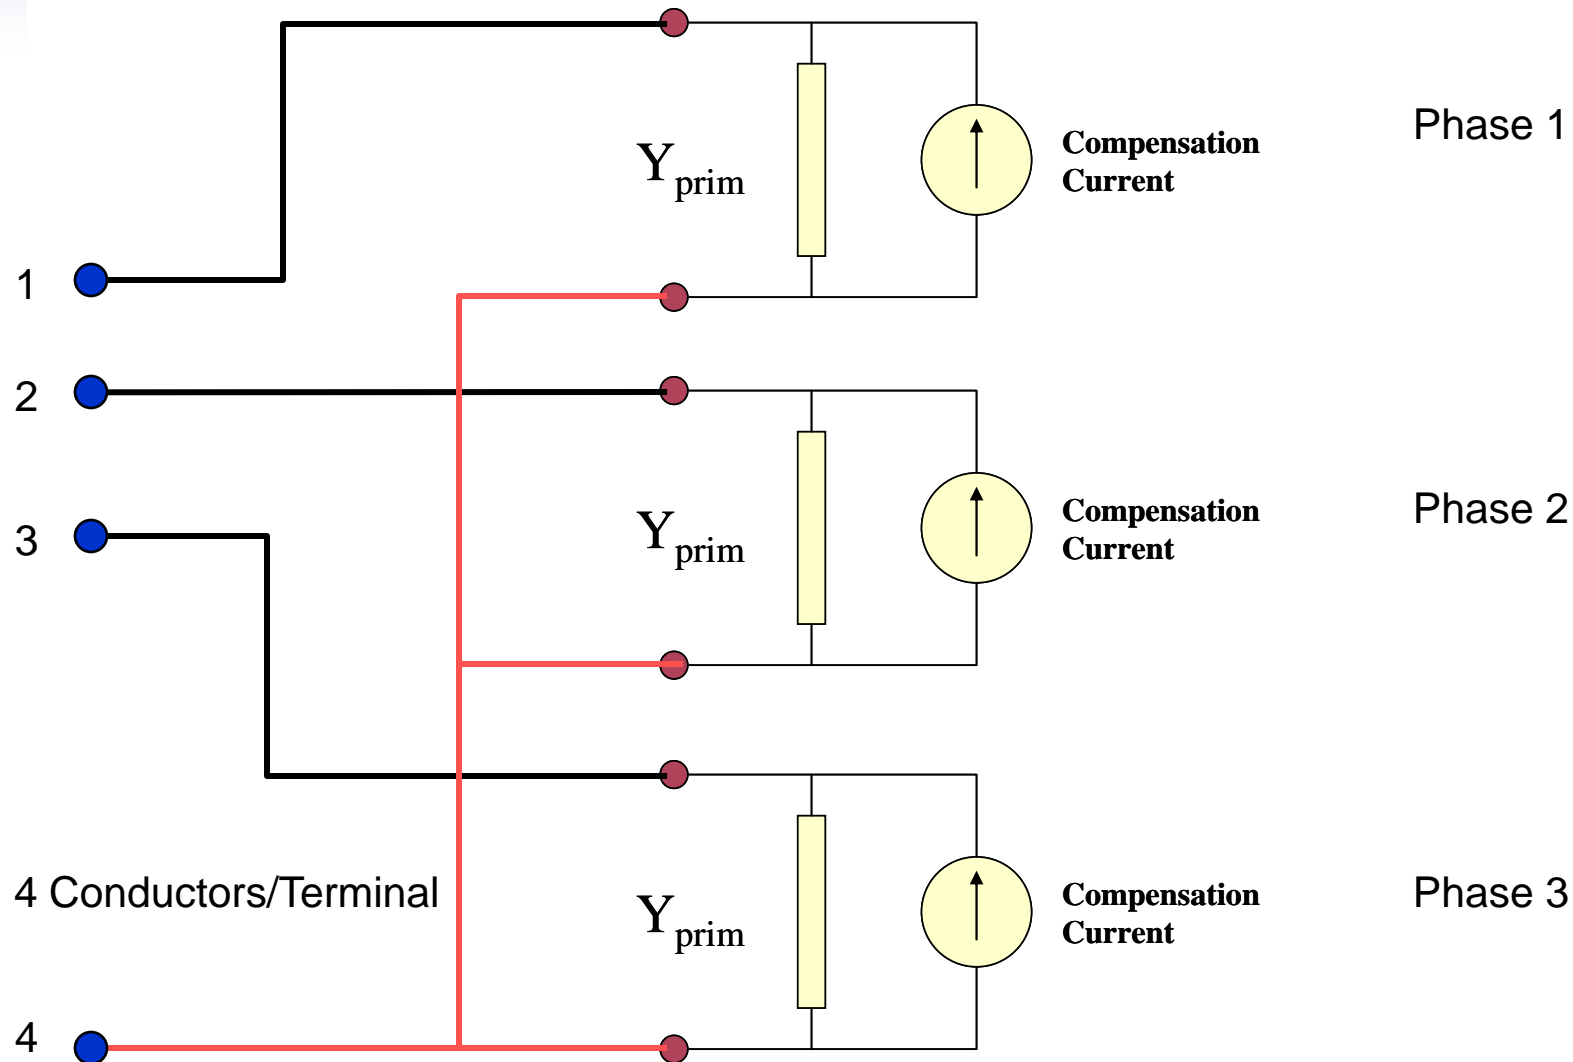 Phase 1
Y prim
Compensation
Current
1
2
Phase 2
Y prim
Compensation
Current
3
4 Conductors/Terminal
Phase 3
Y prim
Compensation
Current
4